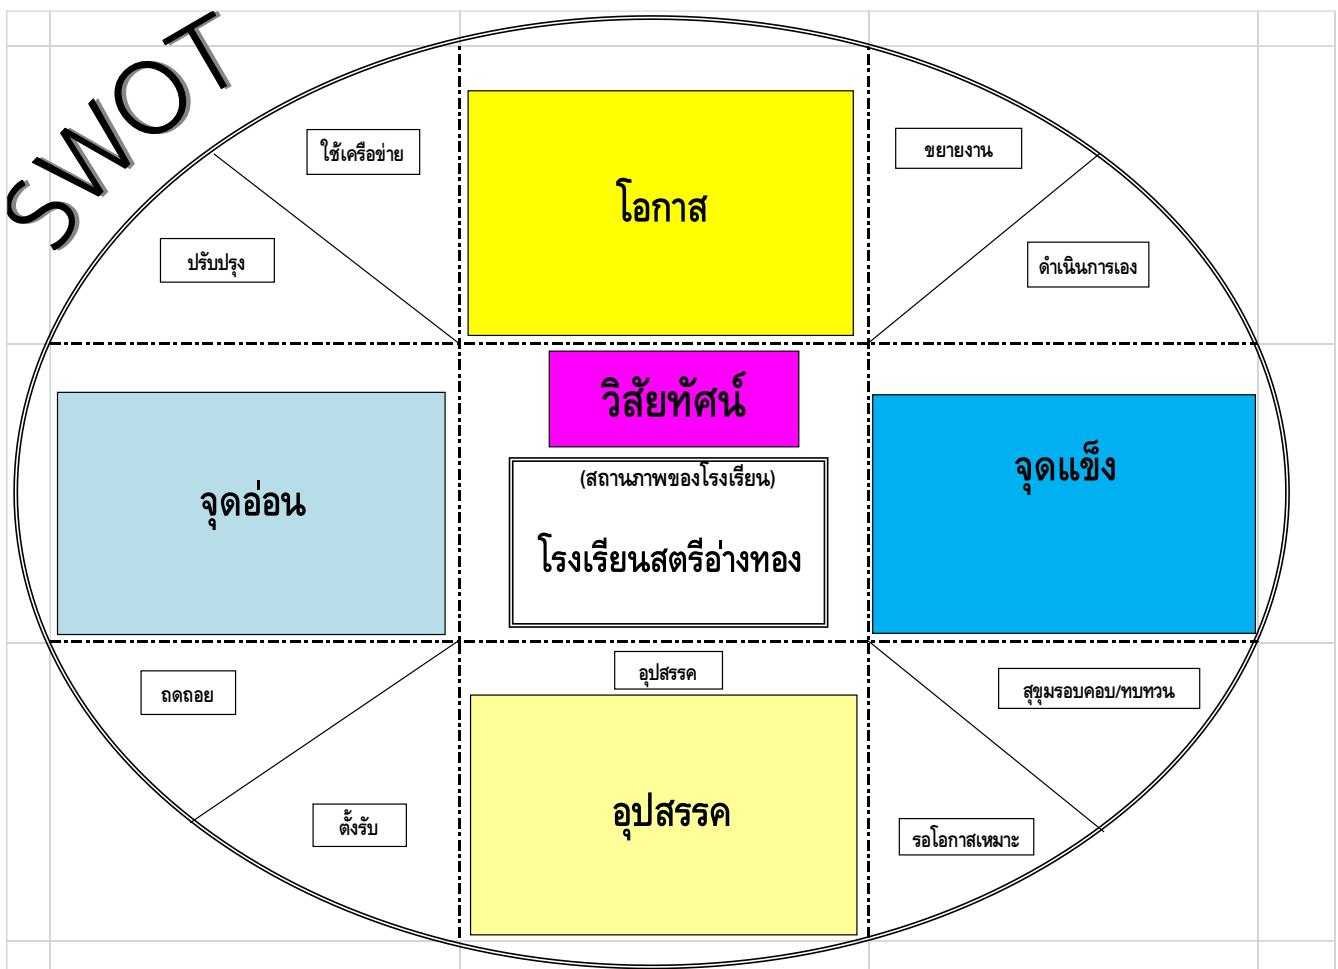 SWOT
ใช้เครือข่าย
ขยายงาน
โอกาส
ปรับปรุง
ดำเนินการเอง
วิสัยทัศน์
จุดแข็ง
(สถานภาพของโรงเรียน)
จุดอ่อน
โรงเรียนสตรีอ่างทอง
อุปสรรค
ถดถอย
สุขุมรอบคอบ/ทบทวน
อุปสรรค
ตั้งรับ
รอโอกาสเหมาะ